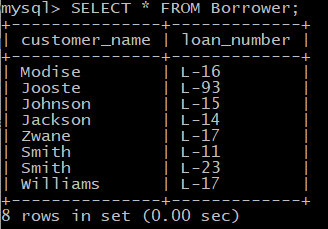 mysql> SELECT * FROM Borrower;
+---------------+-------------+
| customer_name | loan_number |
+---------------+-------------+
| Modise        | L-16        |
| Jooste        | L-93        |
| Johnson       | L-15        |
| Jackson       | L-14        |
| Zwane         | L-17        |
| Smith         | L-11        |
| Smith         | L-23        |
| Williams      | L-17        |
+---------------+-------------+
8 rows in set (0.00 sec)